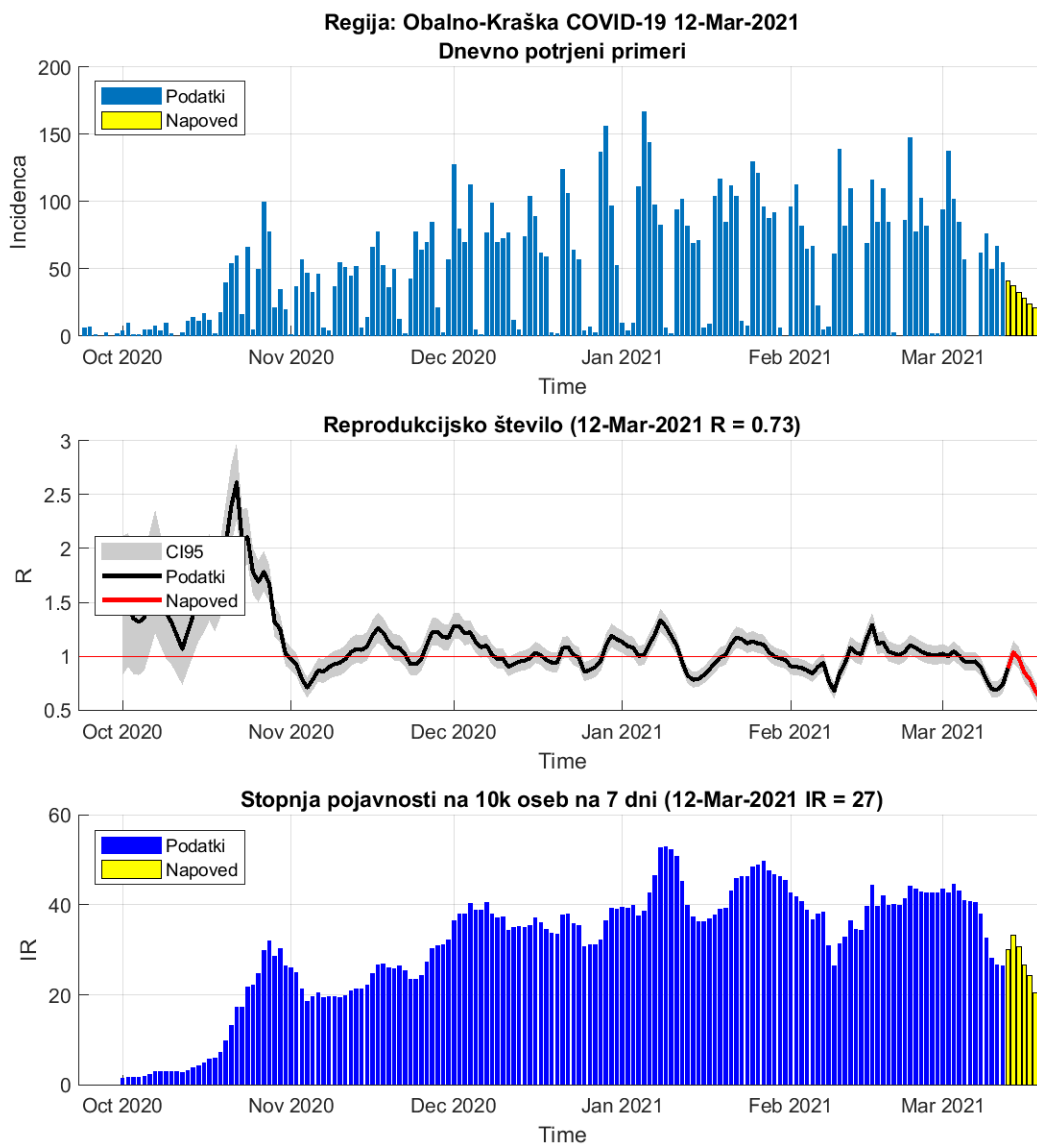 Regija: Obalno-Kraška COVID-19 12-Mar-2021
Dnevno potrjeni primeri
200
150
100
50
0
Incidenca
Podatki
Napoved
Oct 2020 Nov 2020 Dec 2020 Jan 2021 Feb 2021 Mar 2021
Time
Reprodukcijsko število (12-Mar-2021 R = 0.73)
3
2.5
2
1.5
1
0.5
R
CI95
Podatki
Napoved
Oct 2020 Nov 2020 Dec 2020 Jan 2021 Feb 2021 Mar 2021
Time
Stopnja pojavnosti na 10k oseb na 7 dni (12-Mar-2021 IR = 27)
60
40
20
0
IR
Podatki
Napoved
Oct 2020 Nov 2020 Dec 2020 Jan 2021 Feb 2021 Mar 2021
Time